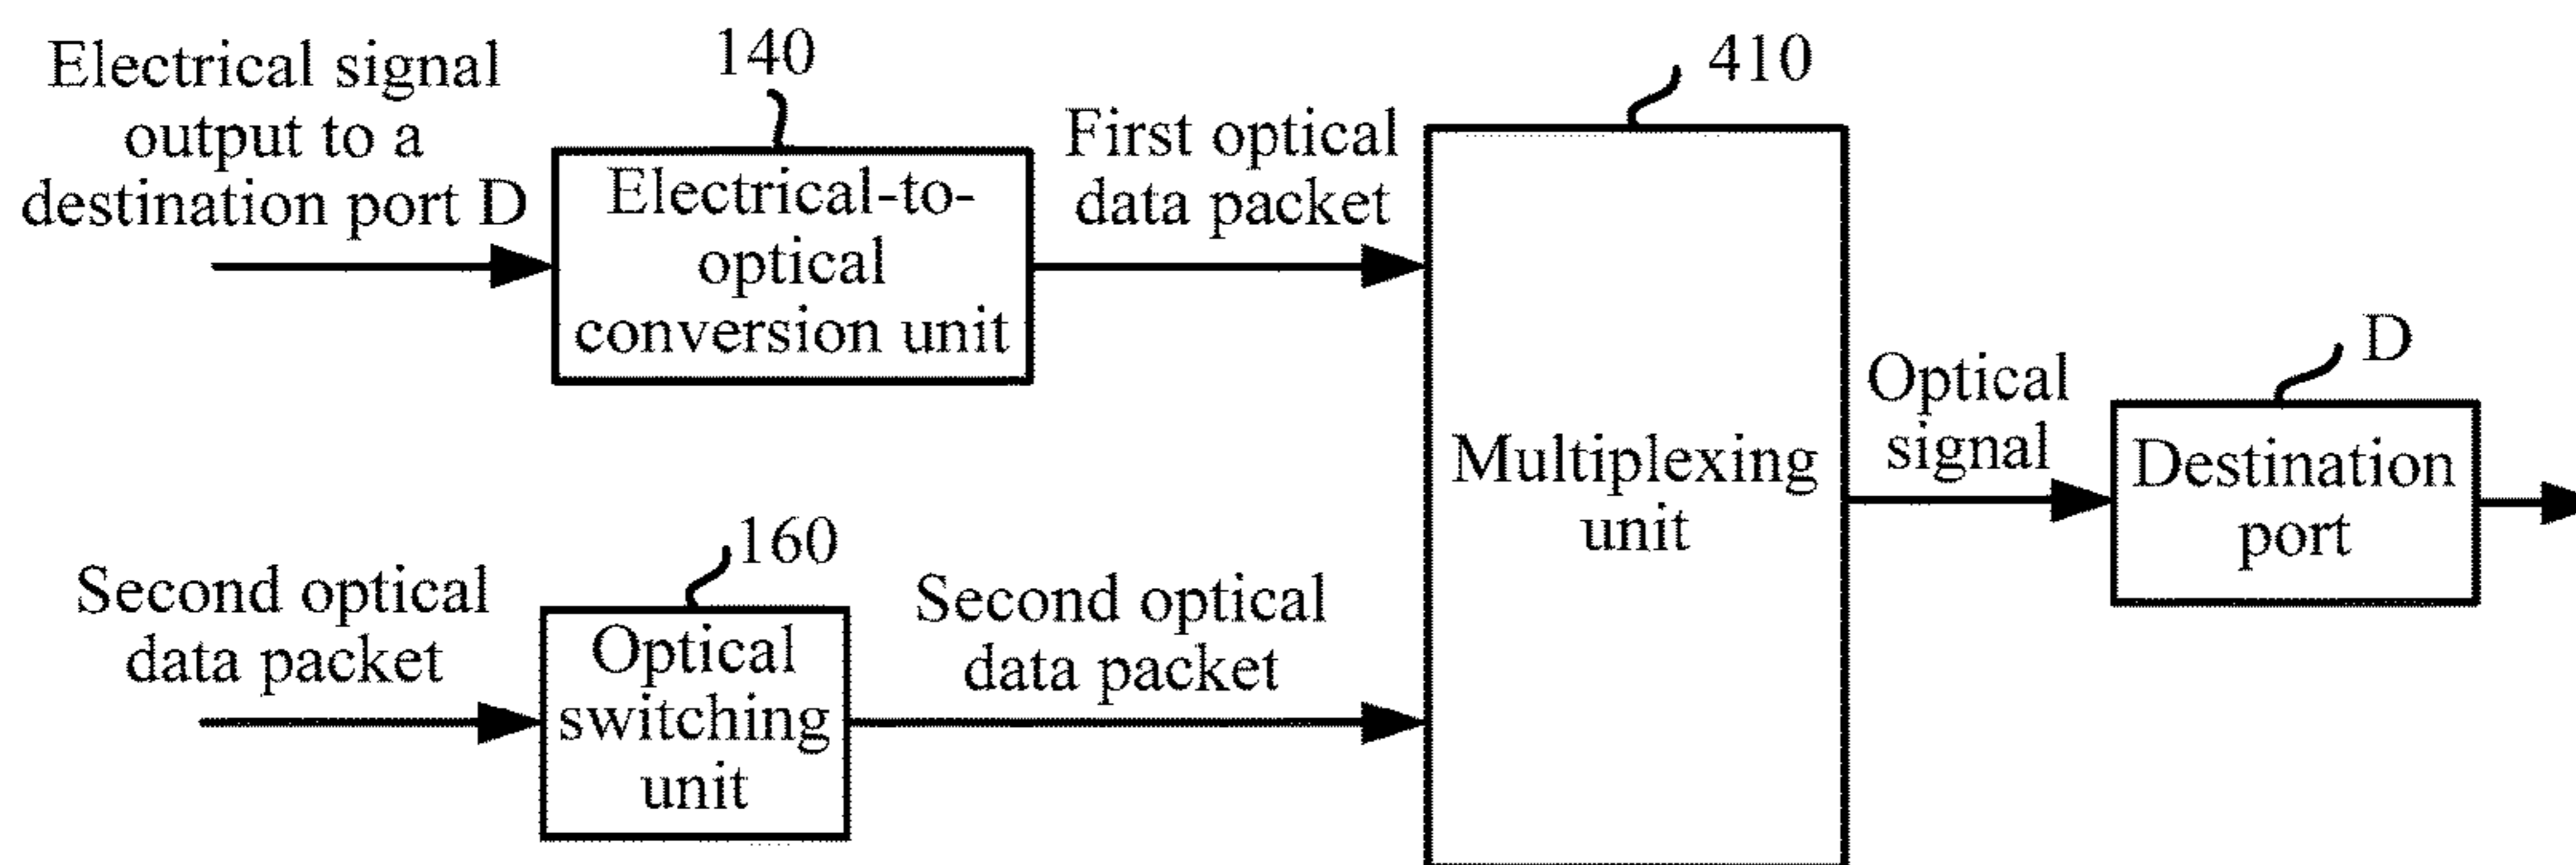 Electrical signal
output to a
destination port D
140
Electrical-to-
optical
conversion unit
First optical
data packet
410
Multiplexing
unit
Optical
signal
D
Destination
port
Second optical
data packet
160
Optical
switching
unit
Second optical
data packet